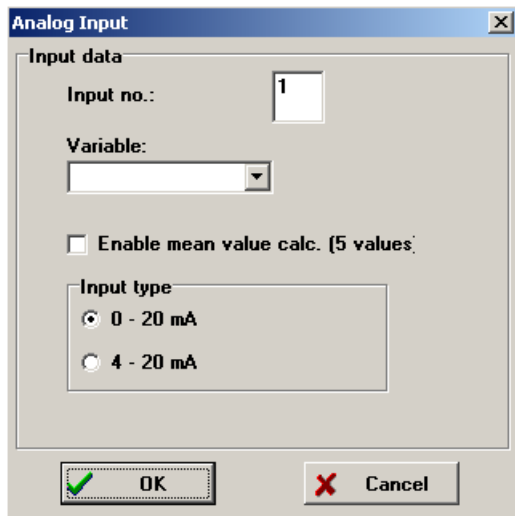 Analog Input
Input data
Input no.:
1
Variable:
Enable mean value calc. (5 values)
Input type
0 - 20 mA
4 - 20 mA
OK
Cancel